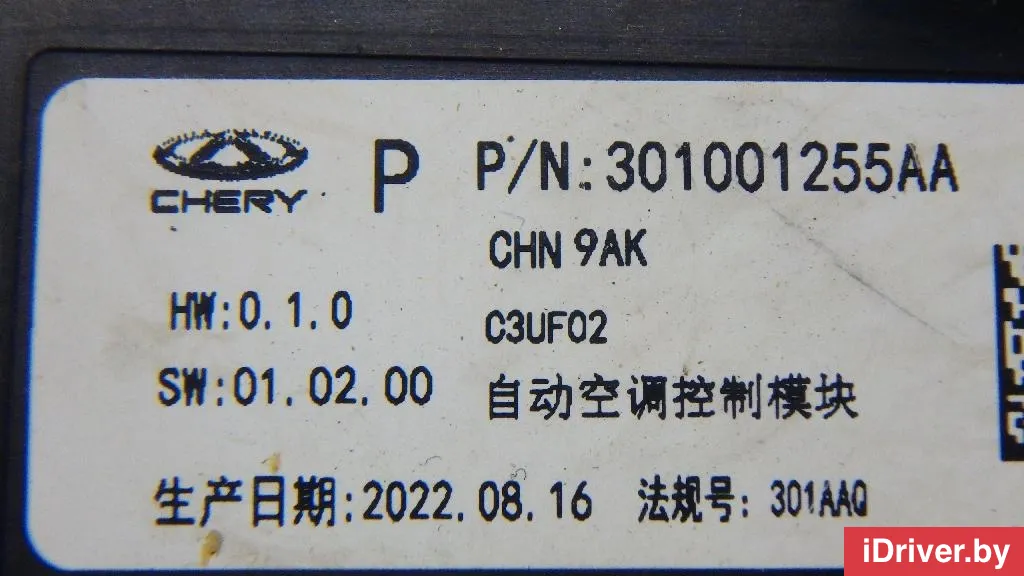 CHERY P P/N:301001255AA
CHN 9AK
HW:0.1.0 C3UF02
SW:01.02.00 自动空调控制模块
生产日期:2022.08.16 法规号: 301AAQ
iDriver.by